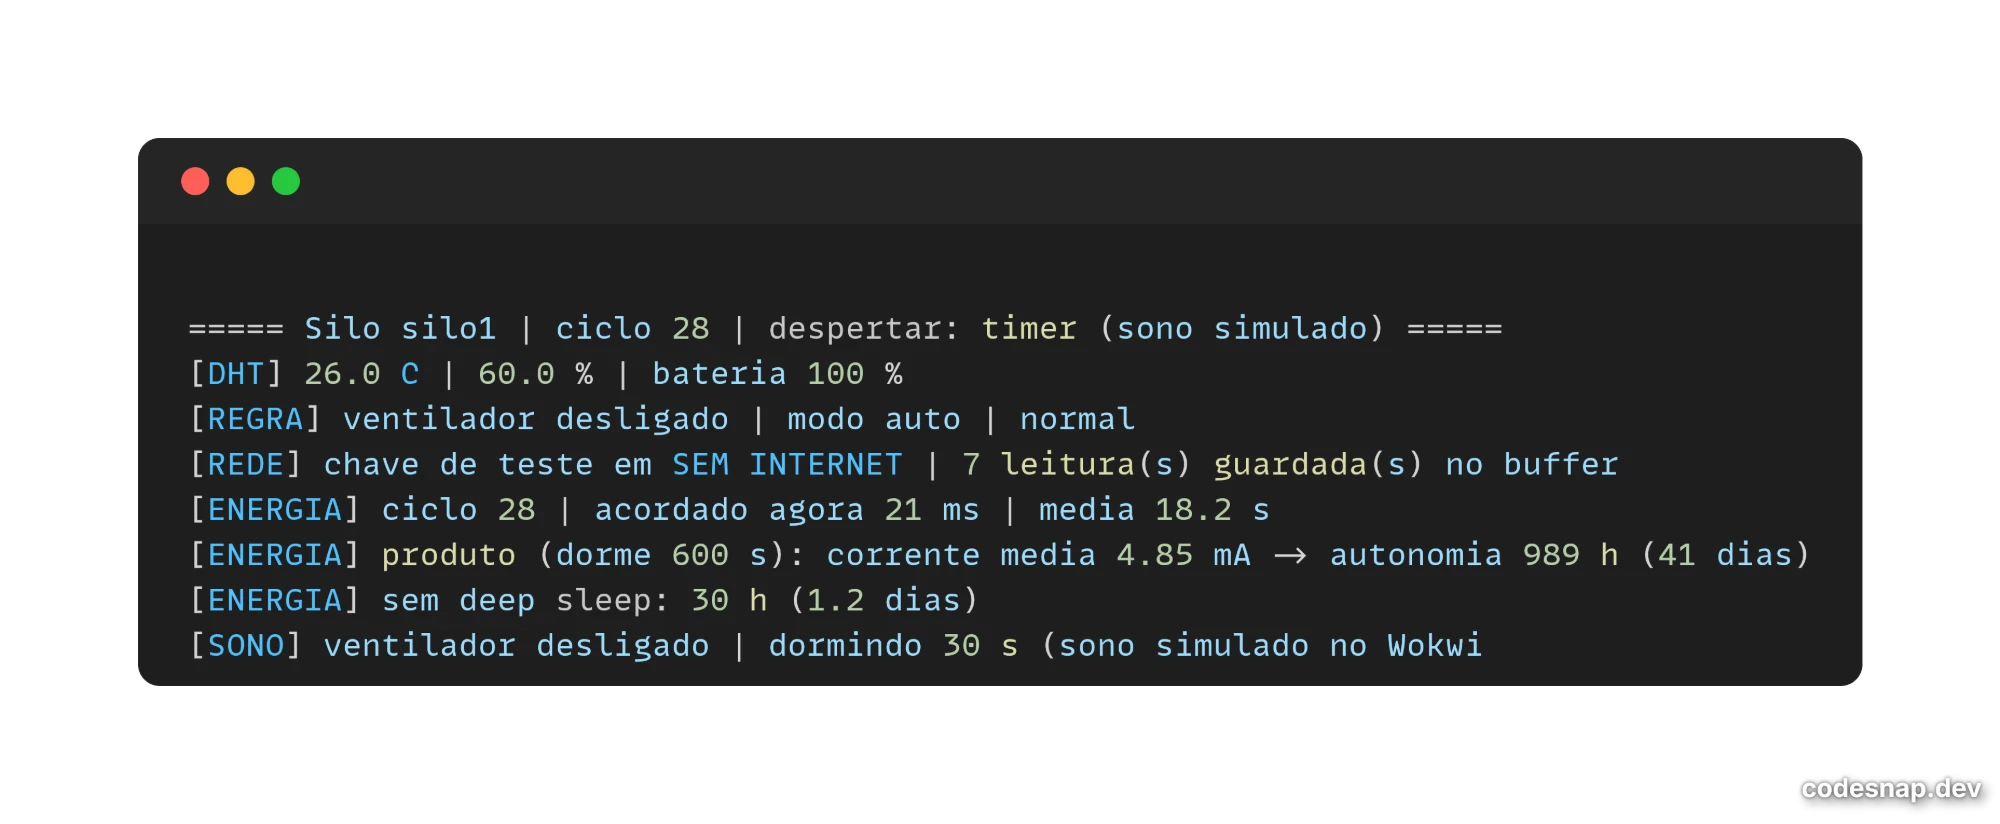 ===== Silo silo1 | ciclo 28 | despertar: timer (sono simulado) =====
[DHT] 26.0 C | 60.0 % | bateria 100 %
[REGRA] ventilador desligado | modo auto | normal
[REDE] chave de teste em SEM INTERNET | 7 leitura(s) guardada(s) no buffer
[ENERGIA] ciclo 28 | acordado agora 21 ms | media 18.2 s
[ENERGIA] produto (dorme 600 s): corrente media 4.85 mA -> autonomia 989 h (41 dias)
[ENERGIA] sem deep sleep: 30 h (1.2 dias)
[SONO] ventilador desligado | dormindo 30 s (sono simulado no Wokwi
codesnap.dev